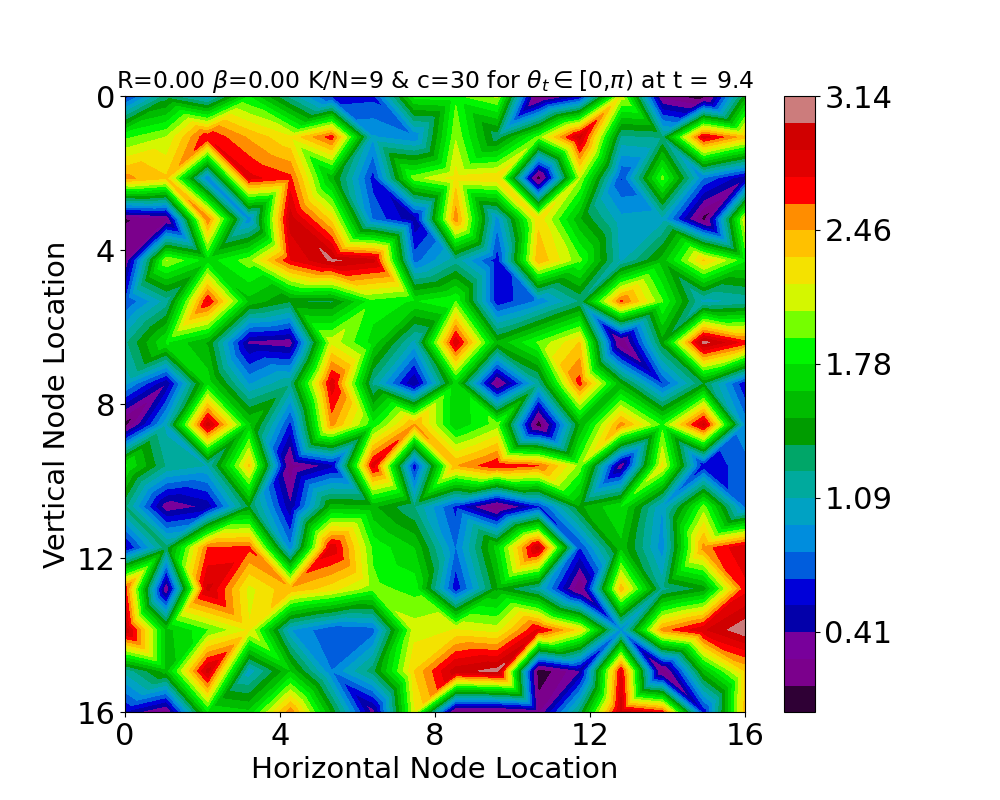 R=0.00 β=0.00 K/N=9 & c=30 for θₜ ∈ [0,π) at t = 9.4
0
4
8
12
16
Vertical Node Location
0 4 8 12 16
Horizontal Node Location
3.14
2.46
1.78
1.09
0.41